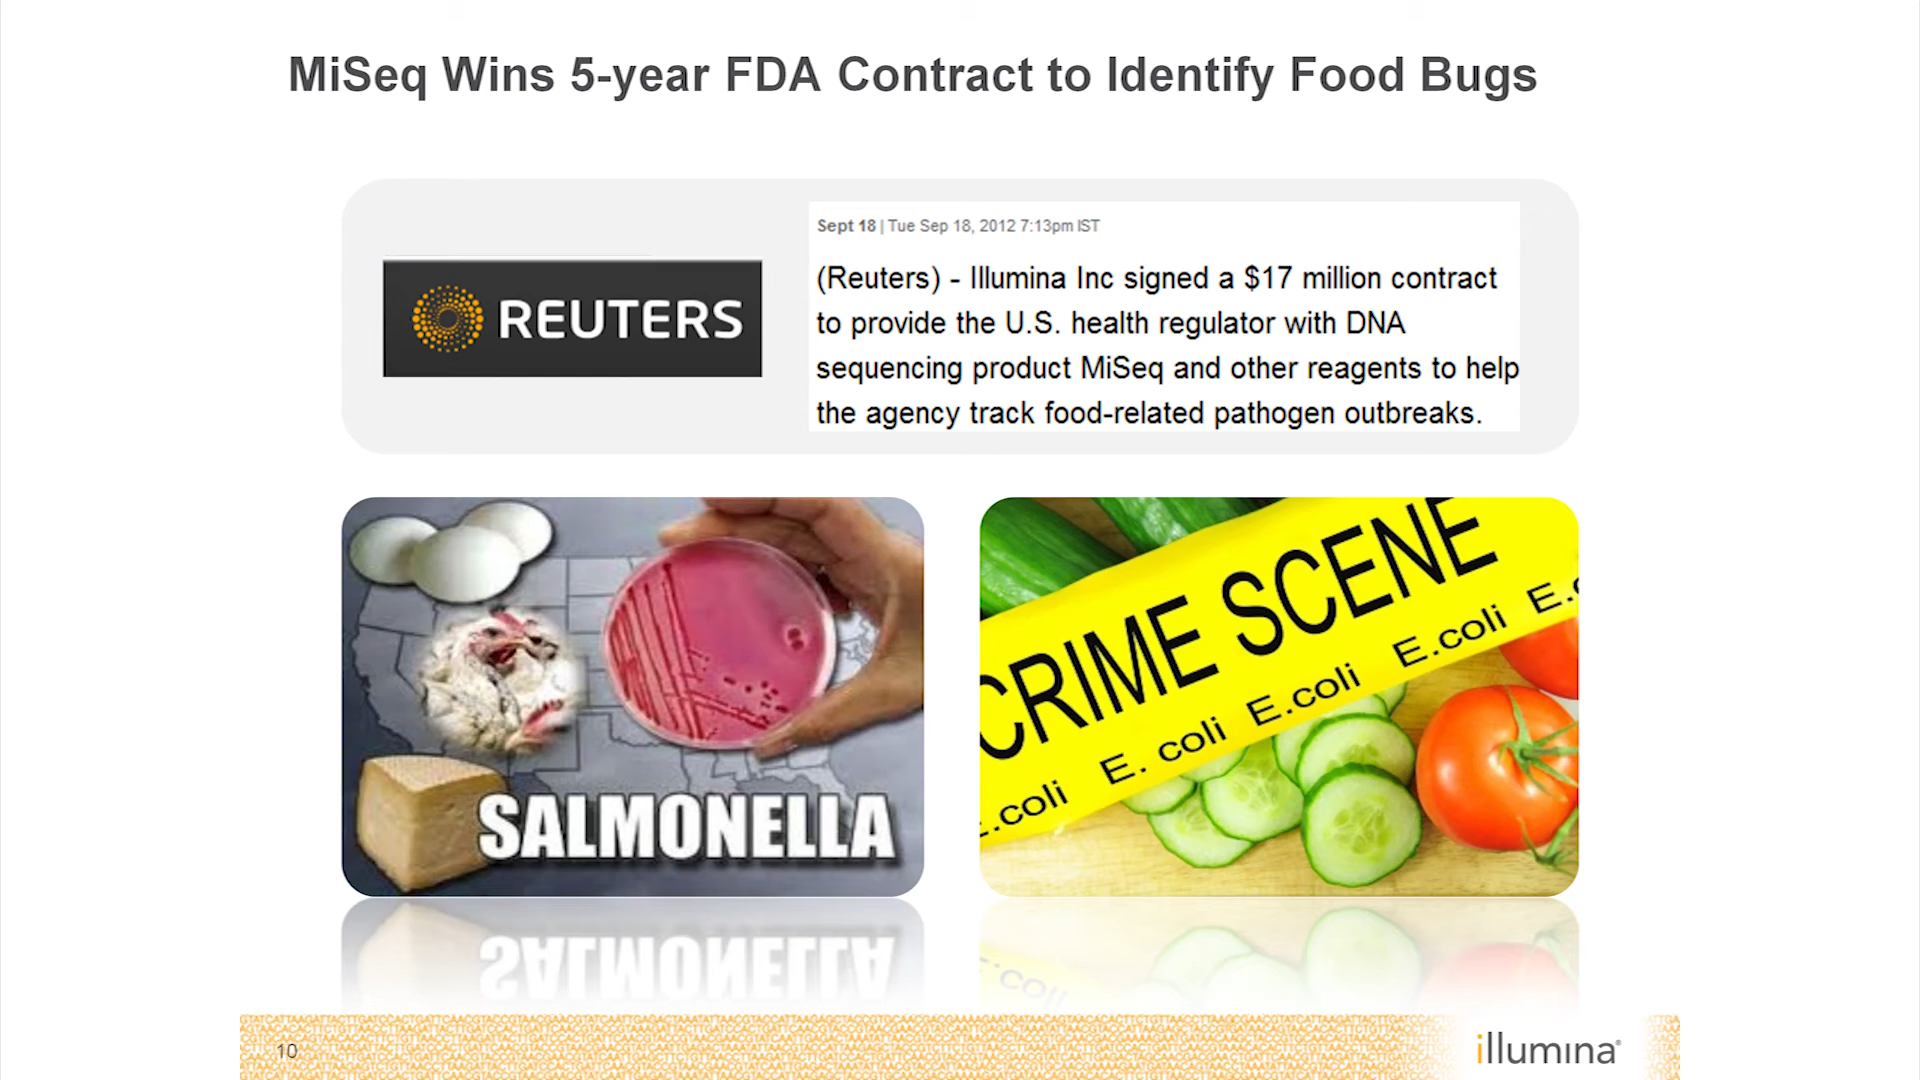 MiSeq Wins 5-year FDA Contract to Identify Food Bugs
REUTERS
Sept 18 | Tue Sep 18, 2012 7:13pm IST
(Reuters) - Illumina Inc signed a $17 million contract
to provide the U.S. health regulator with DNA
sequencing product MiSeq and other reagents to help
the agency track food-related pathogen outbreaks.
SALMONELLA
CRIME SCENE
.coli E. coli E.coli E.coli E.c
10
illumina®